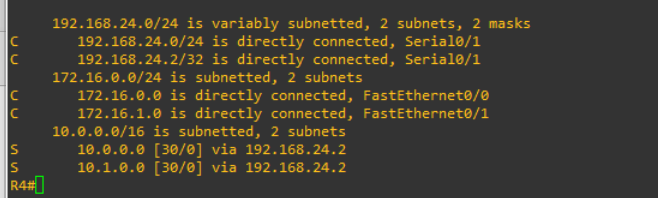 192.168.24.0/24 is variably subnetted, 2 subnets, 2 masks
C 192.168.24.0/24 is directly connected, Serial0/1
C 192.168.24.2/32 is directly connected, Serial0/1
172.16.0.0/24 is subnetted, 2 subnets
C 172.16.0.0 is directly connected, FastEthernet0/0
C 172.16.1.0 is directly connected, FastEthernet0/1
10.0.0.0/16 is subnetted, 2 subnets
S 10.0.0.0 [30/0] via 192.168.24.2
S 10.1.0.0 [30/0] via 192.168.24.2
R4#